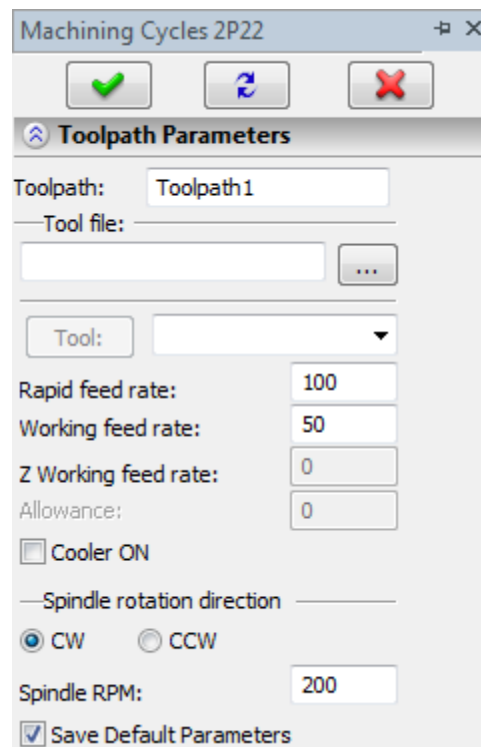 Machining Cycles 2P22
Toolpath Parameters
Toolpath: Toolpath1
Tool file:
...
Tool:
Rapid feed rate: 100
Working feed rate: 50
Z Working feed rate: 0
Allowance: 0
Cooler ON
Spindle rotation direction
CW CCW
Spindle RPM: 200
Save Default Parameters